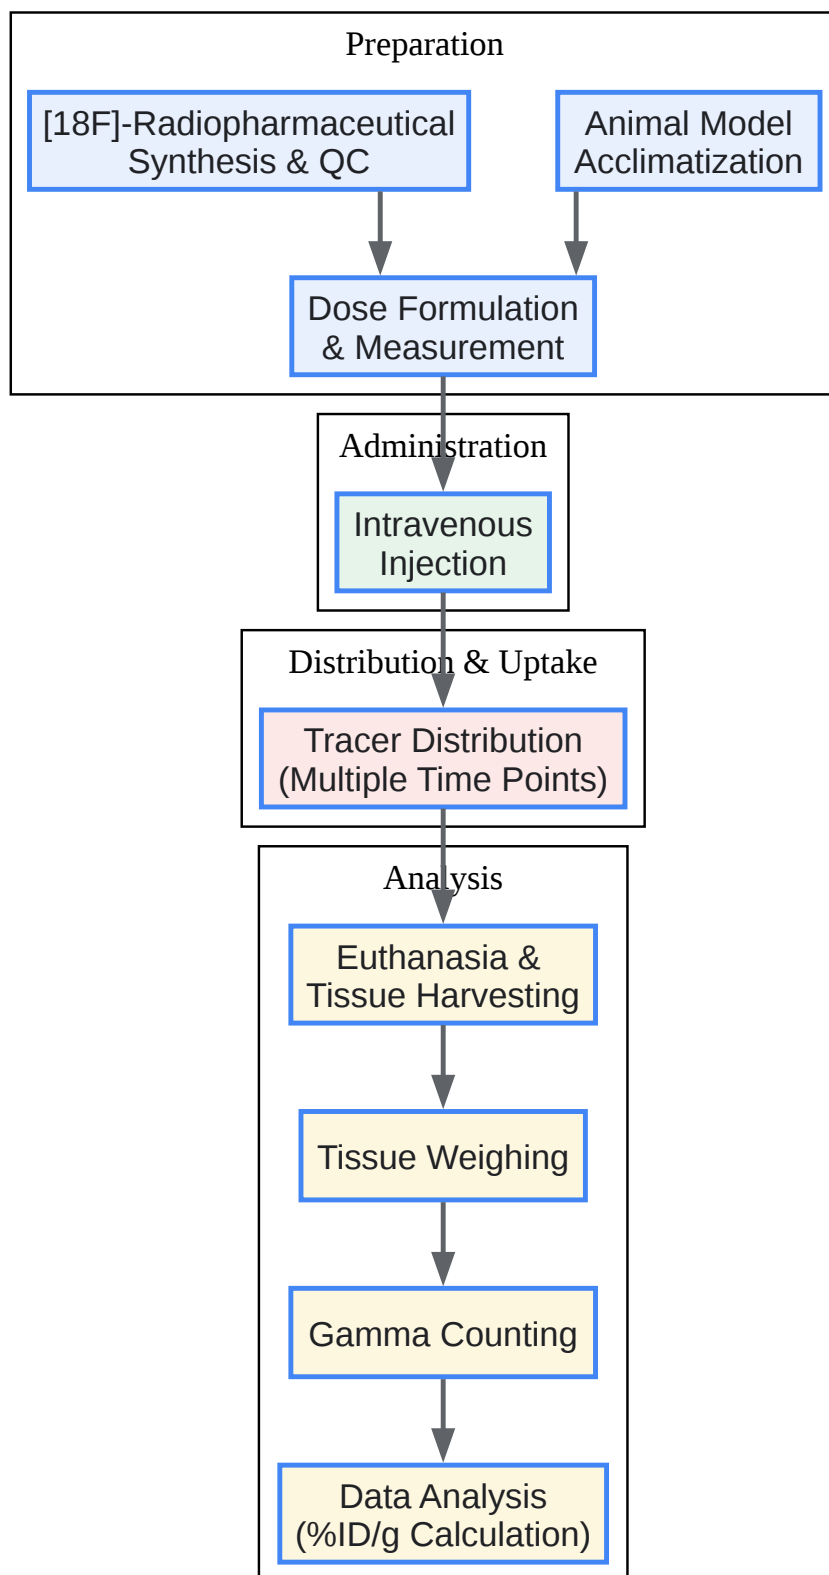 Preparation
[18F]-Radiopharmaceutical
Synthesis & QC
Animal Model
Acclimatization
Dose Formulation
& Measurement
Administration
Intravenous
Injection
Distribution & Uptake
Tracer Distribution
(Multiple Time Points)
Analysis
Euthanasia &
Tissue Harvesting
Tissue Weighing
Gamma Counting
Data Analysis
(%ID/g Calculation)